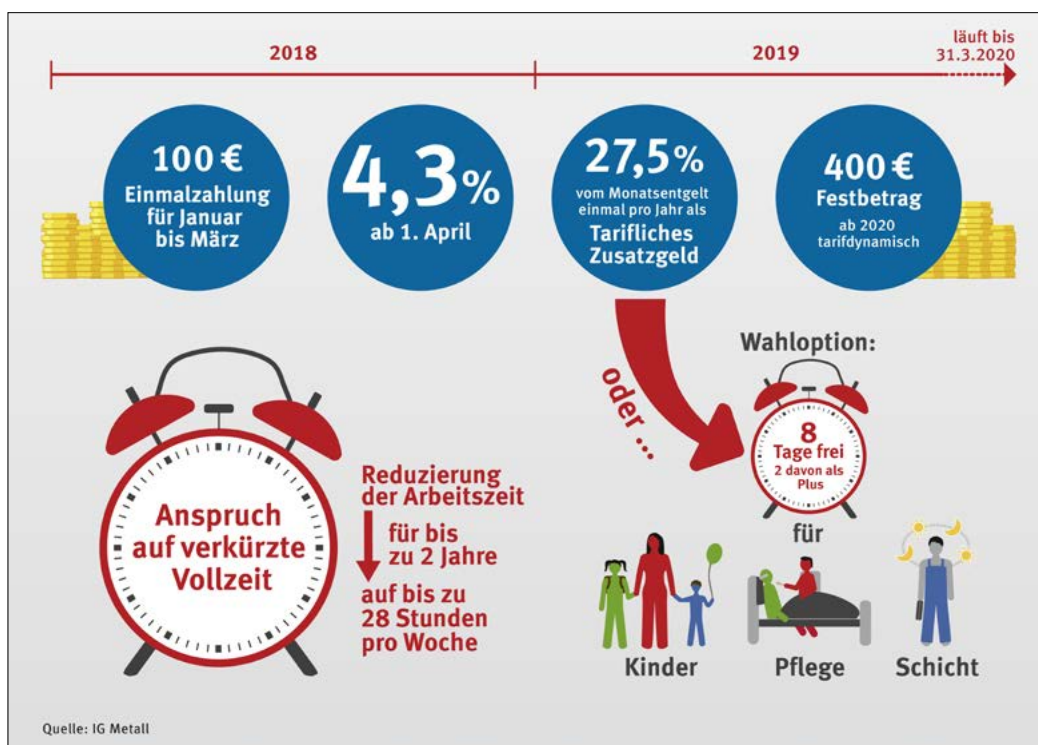 2018
2019
läuft bis
31.3.2020
100 €
Einmalzahlung
für Januar
bis März
4,3%
ab 1. April
27,5%
vom Monatsentgelt
einmal pro Jahr als
Tarifliches
Zusatzgeld
400 €
Festbetrag
ab 2020
tarifdynamisch
oder ...
Wahloption:
8
Tage frei
2 davon als
Plus
für
Kinder
Pflege
Schicht
Anspruch
auf verkürzte
Vollzeit
Reduzierung
der Arbeitszeit
für bis
zu 2 Jahre
auf bis zu
28 Stunden
pro Woche
Quelle: IG Metall